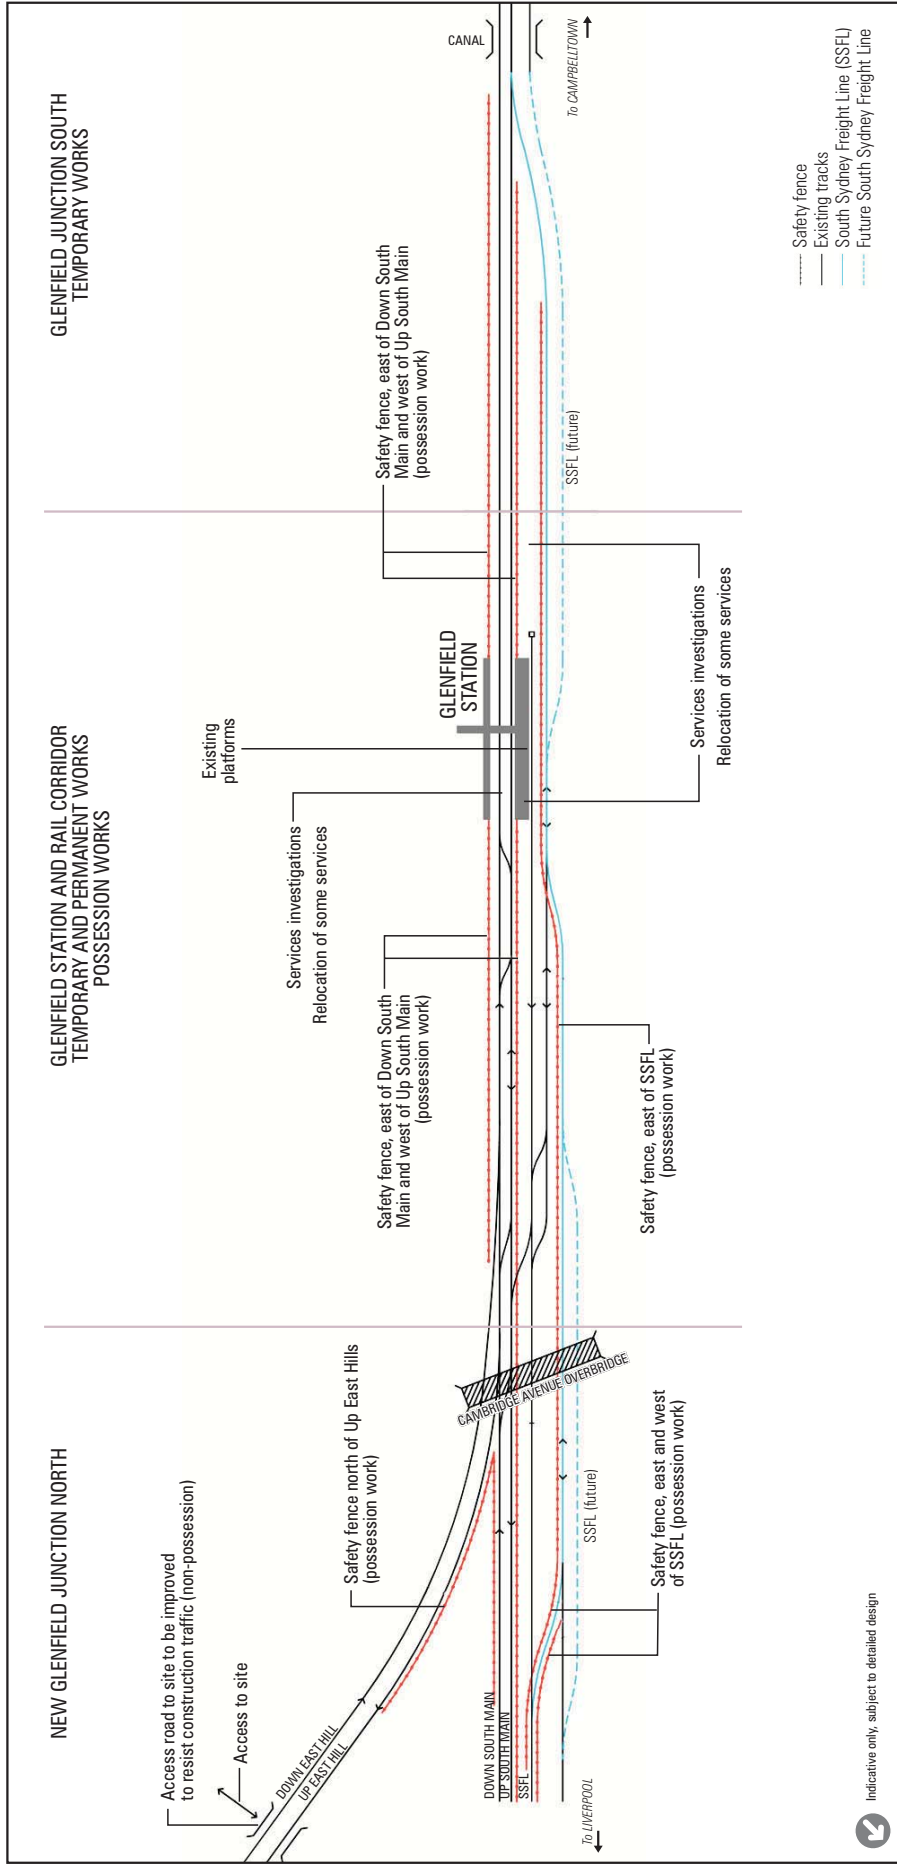 NEW GLENFIELD JUNCTION NORTH
GLENFIELD STATION AND RAIL CORRIDOR
TEMPORARY AND PERMANENT WORKS
POSSESSION WORKS
GLENFIELD JUNCTION SOUTH
TEMPORARY WORKS
Access road to site to be improved
to resist construction traffic (non-possession)
Access to site
DOWN EAST HILL
UP EAST HILL
Safety fence north of Up East Hills
(possession work)
Services investigations
Relocation of some services
Existing
platforms
Safety fence, east of Down South
Main and west of Up South Main
(possession work)
Safety fence, east of Down South
Main and west of Up South Main
(possession work)
GLENFIELD
STATION
CANAL
DOWN SOUTH MAIN
UP SOUTH MAIN
SSFL
CAMBRIDGE AVENUE OVERBRIDGE
To LIVERPOOL
To CAMPBELLTOWN
SSFL (future)
SSFL (future)
Safety fence, east and west
of SSFL (possession work)
Safety fence, east of SSFL
(possession work)
Services investigations
Relocation of some services
Safety fence
Existing tracks
South Sydney Freight Line (SSFL)
Future South Sydney Freight Line
Indicative only, subject to detailed design